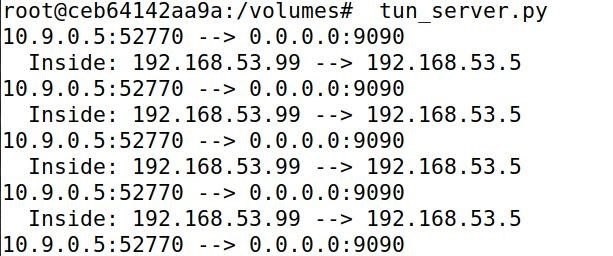 root@ceb64142aa9a:/volumes#  tun_server.py
10.9.0.5:52770 --> 0.0.0.0:9090
  Inside: 192.168.53.99 --> 192.168.53.5
10.9.0.5:52770 --> 0.0.0.0:9090
  Inside: 192.168.53.99 --> 192.168.53.5
10.9.0.5:52770 --> 0.0.0.0:9090
  Inside: 192.168.53.99 --> 192.168.53.5
10.9.0.5:52770 --> 0.0.0.0:9090
  Inside: 192.168.53.99 --> 192.168.53.5
10.9.0.5:52770 --> 0.0.0.0:9090